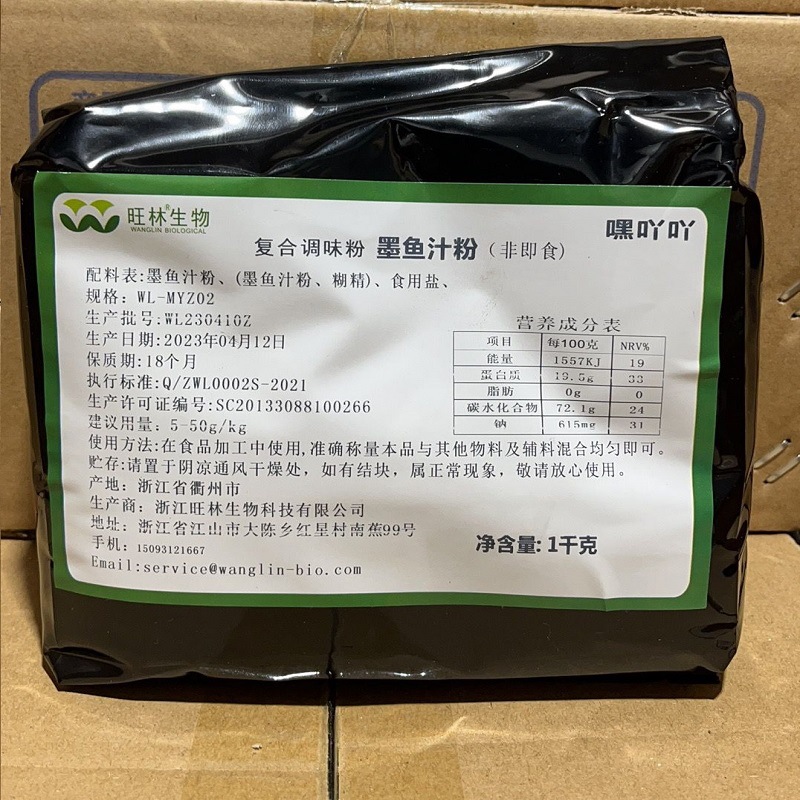 旺林®生物
WANGLIN BIOLOGICAL
嘿吖吖
复合调味粉 墨鱼汁粉（非即食）
配料表:墨鱼汁粉、(墨鱼汁粉、糊精)、食用盐、
规格: WL-MYZ02
生产批号:WL230410Z
生产日期:2023年04月12日
保质期:18个月
执行标准:Q/ZWL0002S-2021
生产许可证编号:SC20133088100266
建议用量: 5-50g/kg
营养成分表
项目 每100克 NRV%
能量 1557KJ 19
蛋白质 19.5g 33
脂肪 0g 0
碳水化合物 72.1g 24
钠 615mg 31
使用方法:在食品加工中使用,准确称量本品与其他物料及辅料混合均匀即可。
贮存:请置于阴凉通风干燥处，如有结块，属正常现象，敬请放心使用。
产地: 浙江省衢州市
生产商: 浙江旺林生物科技有限公司
地址: 浙江省江山市大陈乡红星村南蕉99号
手机: 15093121667
Email:service@wanglin-bio.com
净含量: 1千克